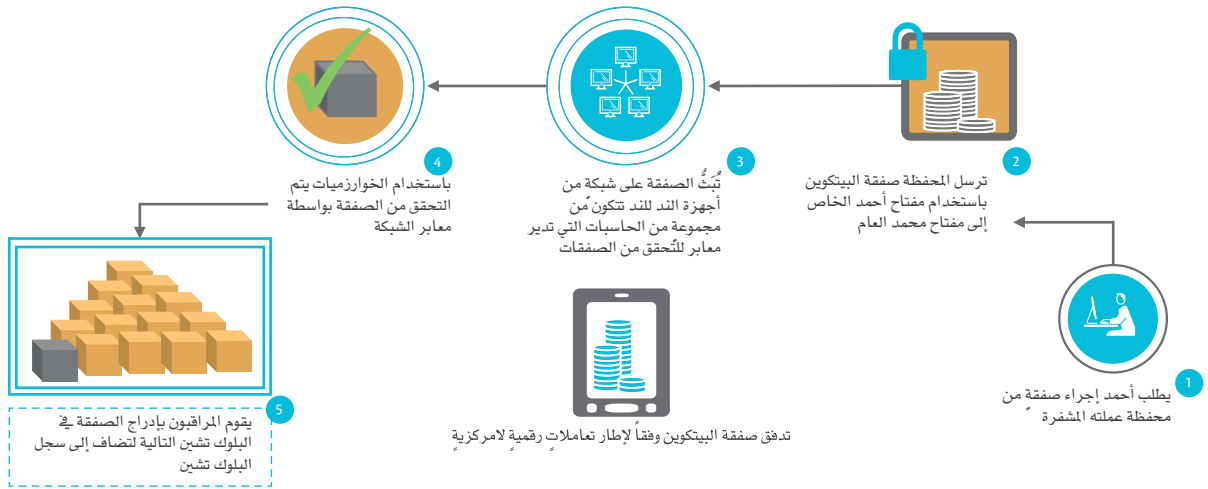 1
يطلب أحمد إجراء صفقة من
محفظة عملته المشفرة
2
ترسل المحفظة صفقة البيتكوين
باستخدام مفتاح أحمد الخاص
إلى مفتاح محمد العام
3
تُبَثُّ الصفقة على شبكة من
أجهزة الند للند تتكون من
مجموعة من الحاسبات التي تدير
معابر للتّحقق من الصفقات
4
باستخدام الخوارزميات يتم
التحقق من الصفقة بواسطة
معابر الشبكة
5
يقوم المراقبون بإدراج الصفقة في
البلوك تشين التالية لتضاف إلى سجل
البلوك تشين
تدفق صفقة البيتكوين وفقاً لإطار تعاملاتٍ رقميةٍ لامركزيةٍ